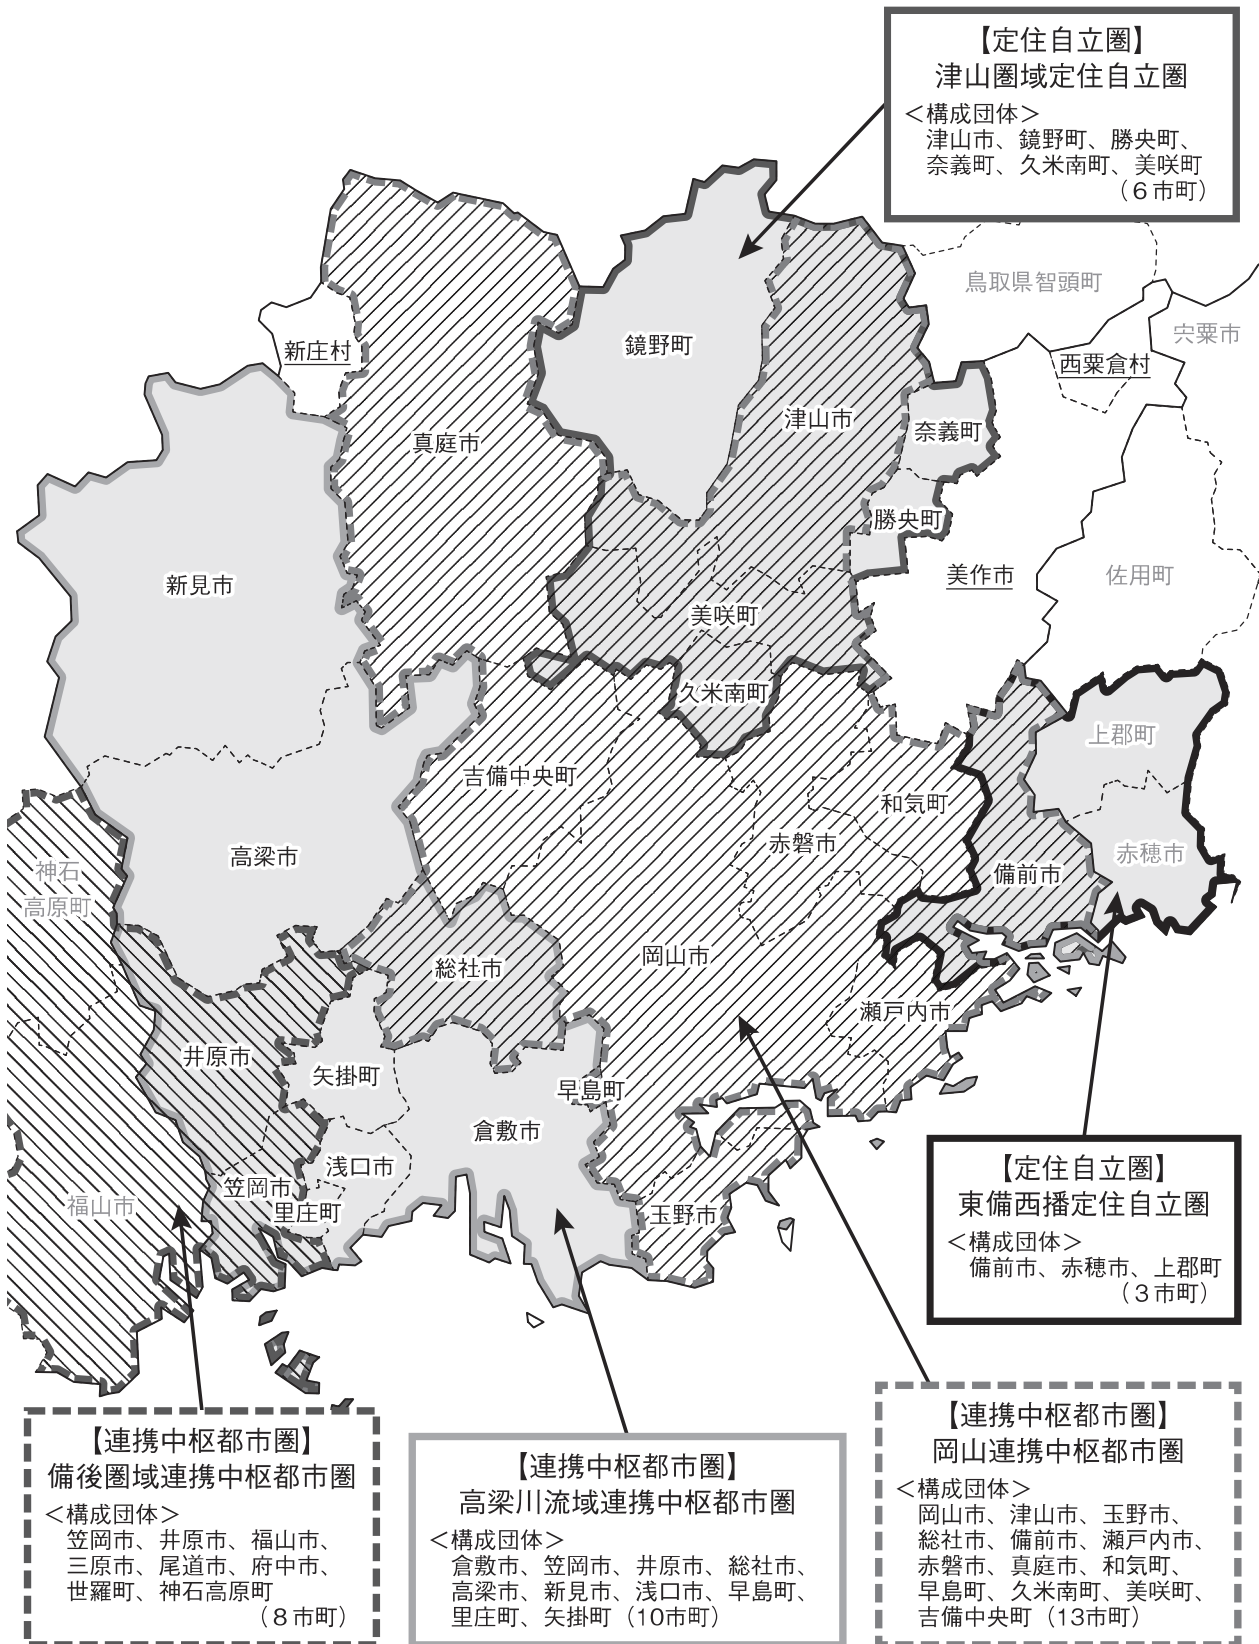 【定住自立圏】
津山圏域定住自立圏
＜構成団体＞
津山市、鏡野町、勝央町、
奈義町、久米南町、美咲町
（６市町）
鳥取県智頭町
宍粟市
西粟倉村
新庄村
鏡野町
津山市
奈義町
真庭市
勝央町
美作市
佐用町
新見市
美咲町
久米南町
上郡町
吉備中央町
和気町
赤磐市
赤穂市
高梁市
神石
高原町
備前市
総社市
岡山市
瀬戸内市
井原市
矢掛町
早島町
倉敷市
浅口市
笠岡市
里庄町
福山市
玉野市
【定住自立圏】
東備西播定住自立圏
＜構成団体＞
備前市、赤穂市、上郡町
（３市町）
【連携中枢都市圏】
備後圏域連携中枢都市圏
＜構成団体＞
笠岡市、井原市、福山市、
三原市、尾道市、府中市、
世羅町、神石高原町
（８市町）
【連携中枢都市圏】
高梁川流域連携中枢都市圏
＜構成団体＞
倉敷市、笠岡市、井原市、総社市、
高梁市、新見市、浅口市、早島町、
里庄町、矢掛町（10市町）
【連携中枢都市圏】
岡山連携中枢都市圏
＜構成団体＞
岡山市、津山市、玉野市、
総社市、備前市、瀬戸内市、
赤磐市、真庭市、和気町、
早島町、久米南町、美咲町、
吉備中央町（13市町）